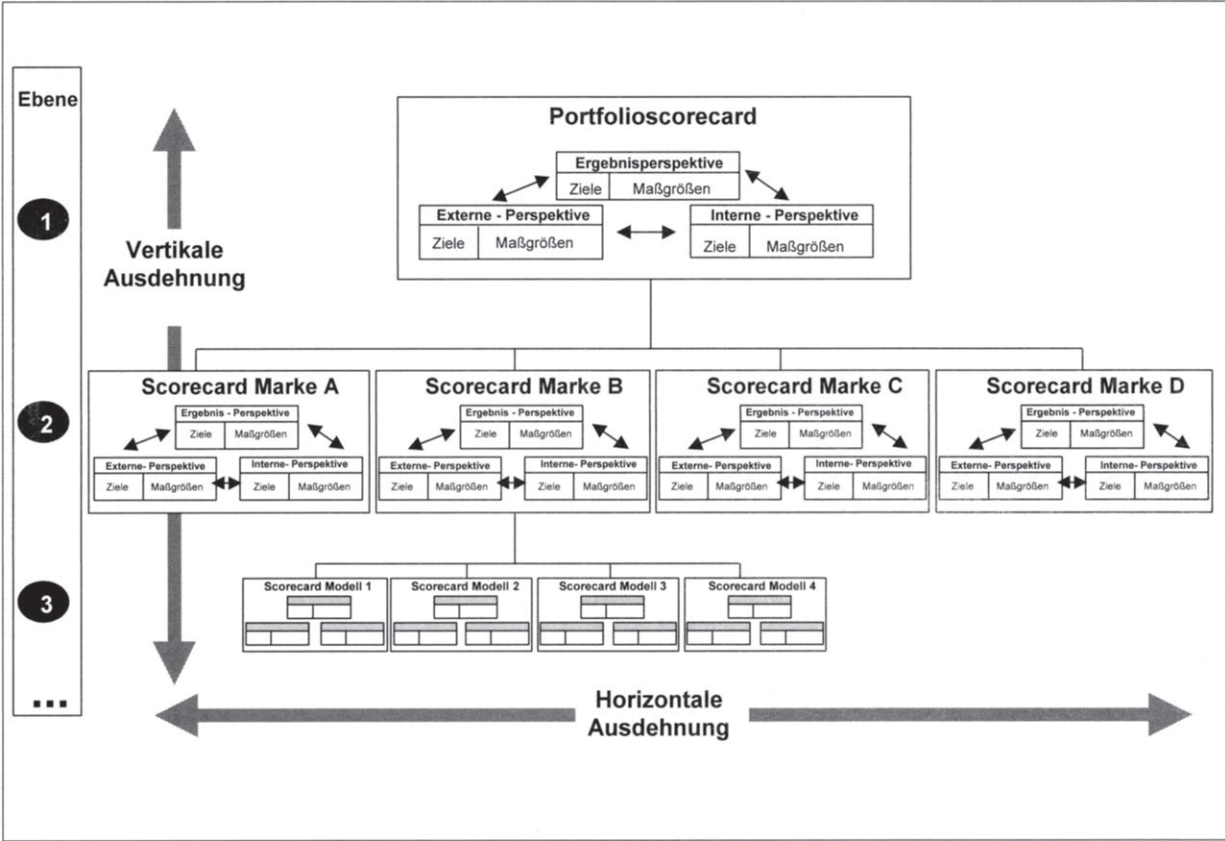 Ebene
1
2
3
...
Vertikale
Ausdehnung
Portfolioscorecard
Ergebnisperspektive
Ziele Maßgrößen
Externe - Perspektive
Ziele Maßgrößen
Interne - Perspektive
Ziele Maßgrößen
Scorecard Marke A
Ergebnis - Perspektive
Ziele Maßgrößen
Externe- Perspektive
Ziele Maßgrößen
Interne- Perspektive
Ziele Maßgrößen
Scorecard Marke B
Ergebnis - Perspektive
Ziele Maßgrößen
Externe- Perspektive
Ziele Maßgrößen
Interne- Perspektive
Ziele Maßgrößen
Scorecard Marke C
Ergebnis - Perspektive
Ziele Maßgrößen
Externe- Perspektive
Ziele Maßgrößen
Interne- Perspektive
Ziele Maßgrößen
Scorecard Marke D
Ergebnis - Perspektive
Ziele Maßgrößen
Externe- Perspektive
Ziele Maßgrößen
Interne- Perspektive
Ziele Maßgrößen
Scorecard Modell 1
Scorecard Modell 2
Scorecard Modell 3
Scorecard Modell 4
Horizontale
Ausdehnung